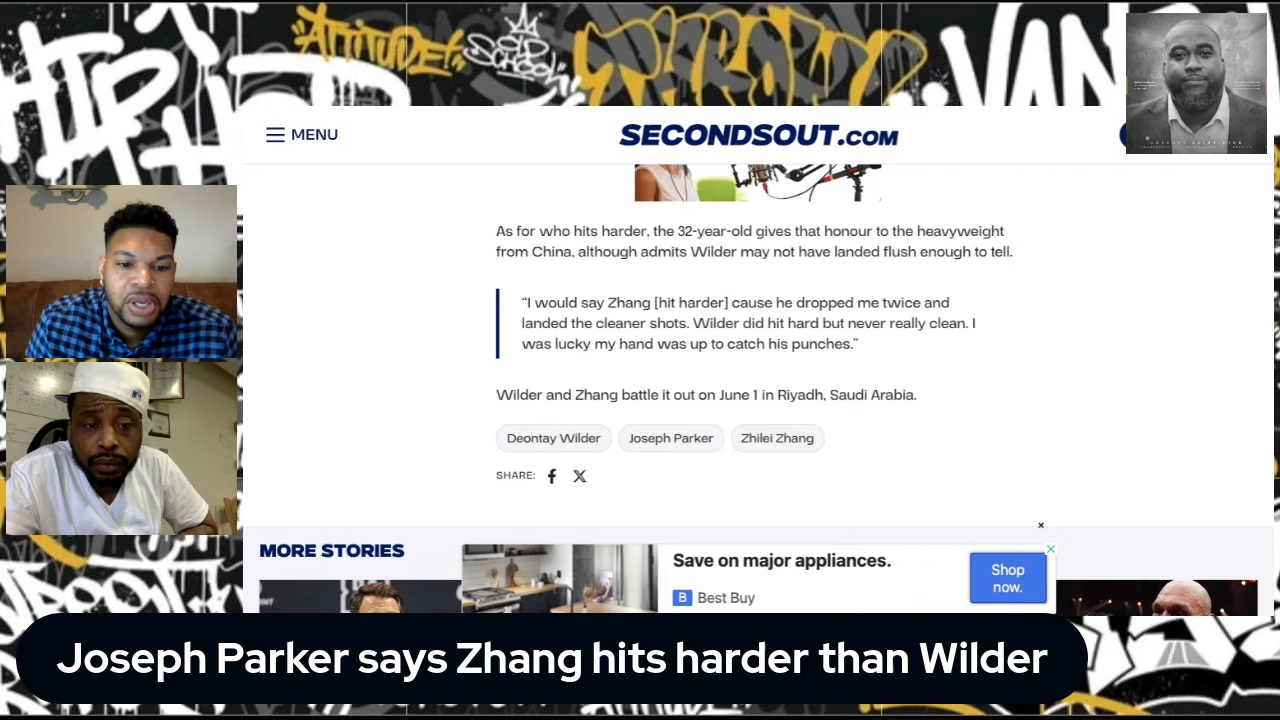 HIP
ATTITUDE!
OLD
SCHOOL
MENU
SECONDSOUT.COM
As for who hits harder, the 32-year-old gives that honour to the heavyweight
from China, although admits Wilder may not have landed flush enough to tell.
“I would say Zhang [hit harder] cause he dropped me twice and
landed the cleaner shots. Wilder did hit hard but never really clean. I
was lucky my hand was up to catch his punches.”
Wilder and Zhang battle it out on June 1 in Riyadh, Saudi Arabia.
Deontay Wilder Joseph Parker Zhilei Zhang
SHARE:
MORE STORIES
Save on major appliances.
B Best Buy
Shop
now.
Joseph Parker says Zhang hits harder than Wilder